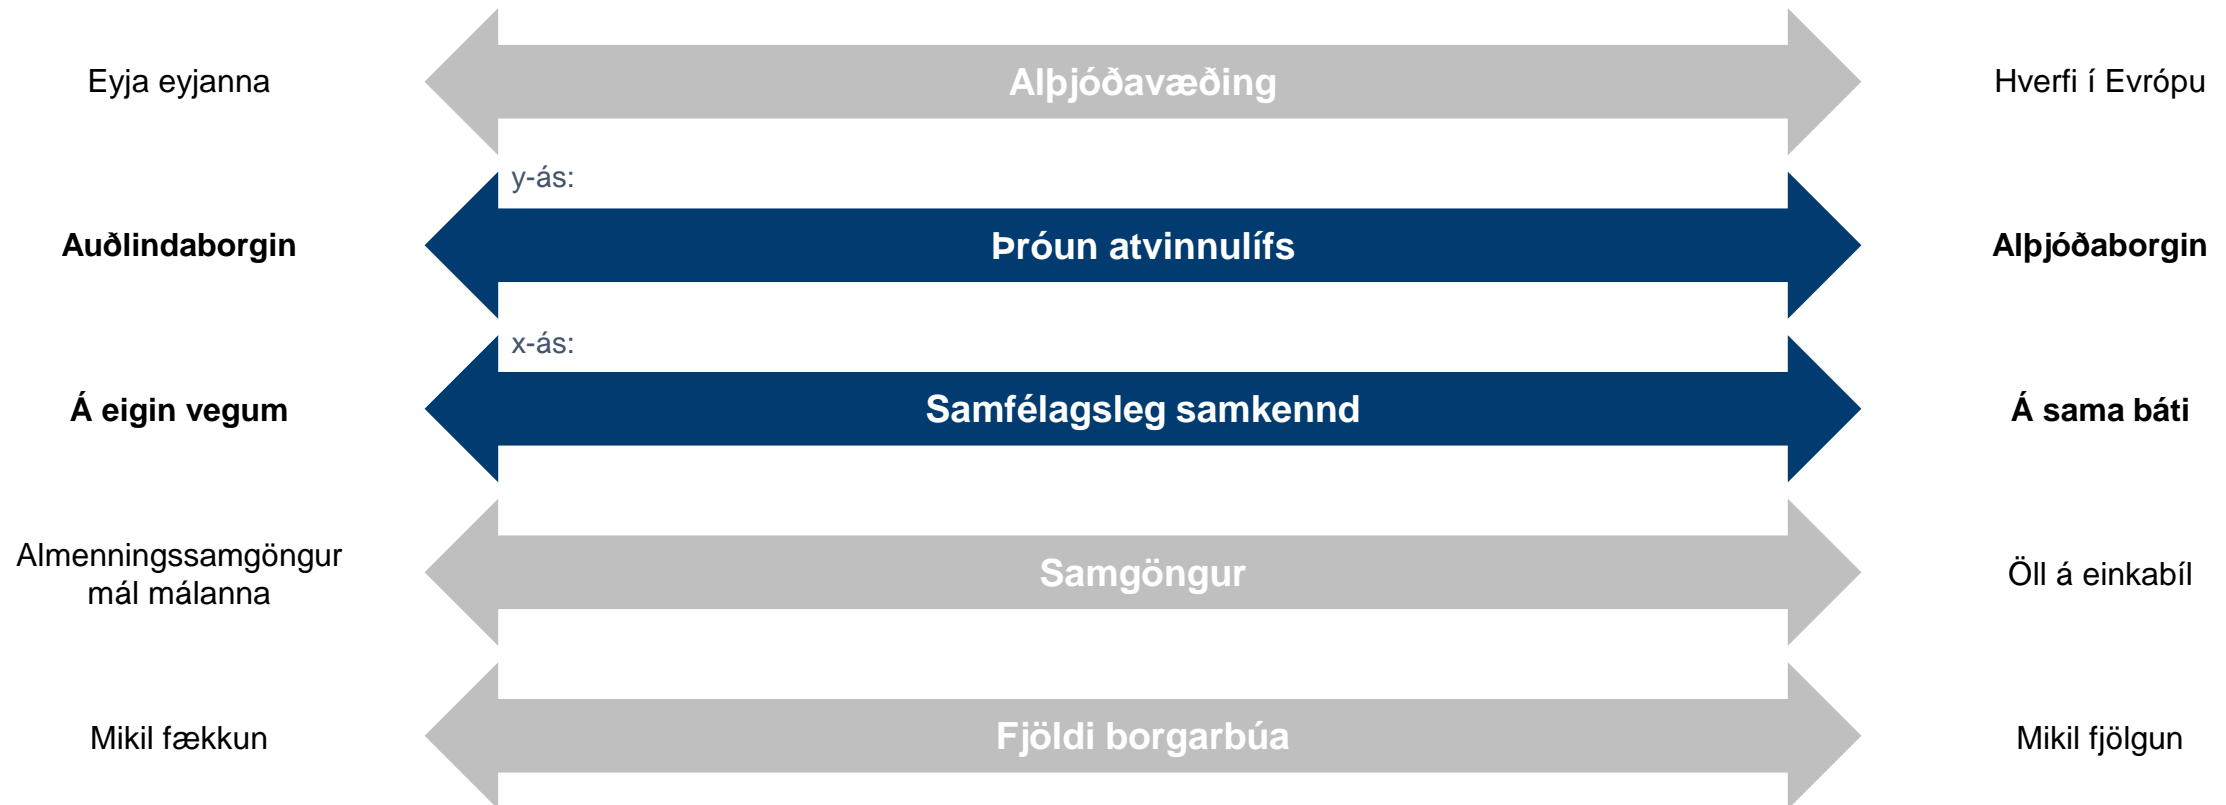 Eyja eyjanna
Alþjóðavæðing
Hverfi í Evrópu
y-ás:
Auðlindaborgin
Þróun atvinnulífs
Alþjóðaborgin
x-ás:
Á eigin vegum
Samfélagsleg samkennd
Á sama báti
Almenningssamgöngur
mál málanna
Samgöngur
Öll á einkabíl
Mikil fækkun
Fjöldi borgarbúa
Mikil fjölgun